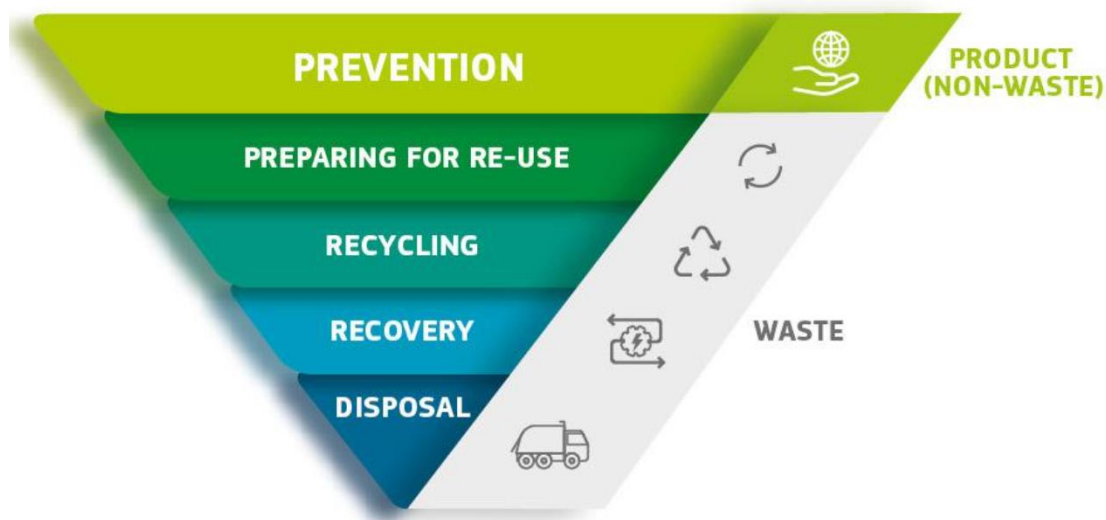 PREVENTION
PRODUCT
(NON-WASTE)
PREPARING FOR RE-USE
RECYCLING
RECOVERY
WASTE
DISPOSAL